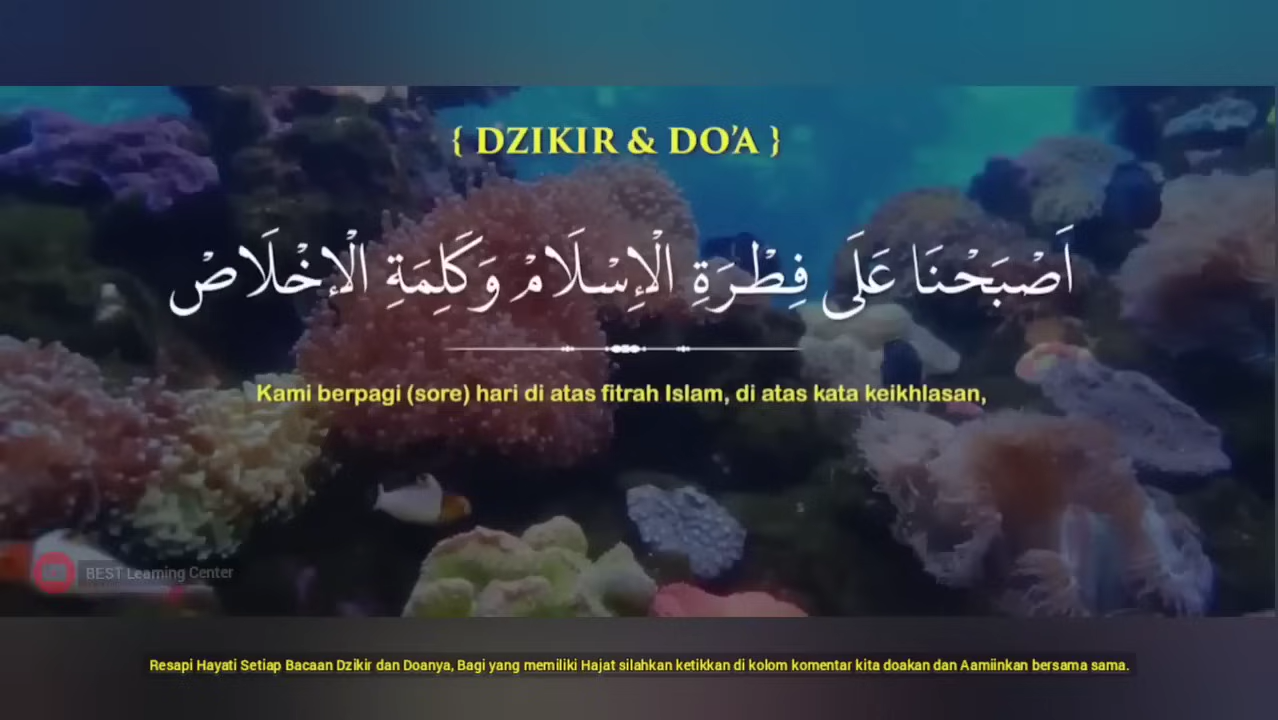 { DZIKIR & DO’A }
اَصْبَحْنَا عَلَى فِطْرَةِ الْاِسْلَامْ وَكَلِمَةِ الْاِخْلَاصْ
Kami berpagi (sore) hari di atas fitrah Islam, di atas kata keikhlasan,
BEST Learning Center
Resapi Hayati Setiap Bacaan Dzikir dan Doanya, Bagi yang memiliki Hajat silahkan ketikkan di kolom komentar kita doakan dan Aamiinkan bersama sama.